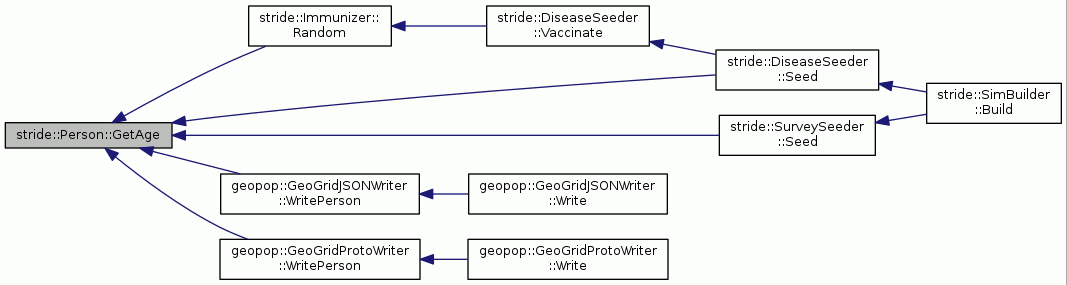 stride::Immunizer::
Random
stride::DiseaseSeeder
::Vaccinate
stride::DiseaseSeeder
::Seed
stride::SimBuilder
::Build
stride::Person::GetAge
stride::SurveySeeder
::Seed
geopop::GeoGridJSONWriter
::WritePerson
geopop::GeoGridJSONWriter
::Write
geopop::GeoGridProtoWriter
::WritePerson
geopop::GeoGridProtoWriter
::Write